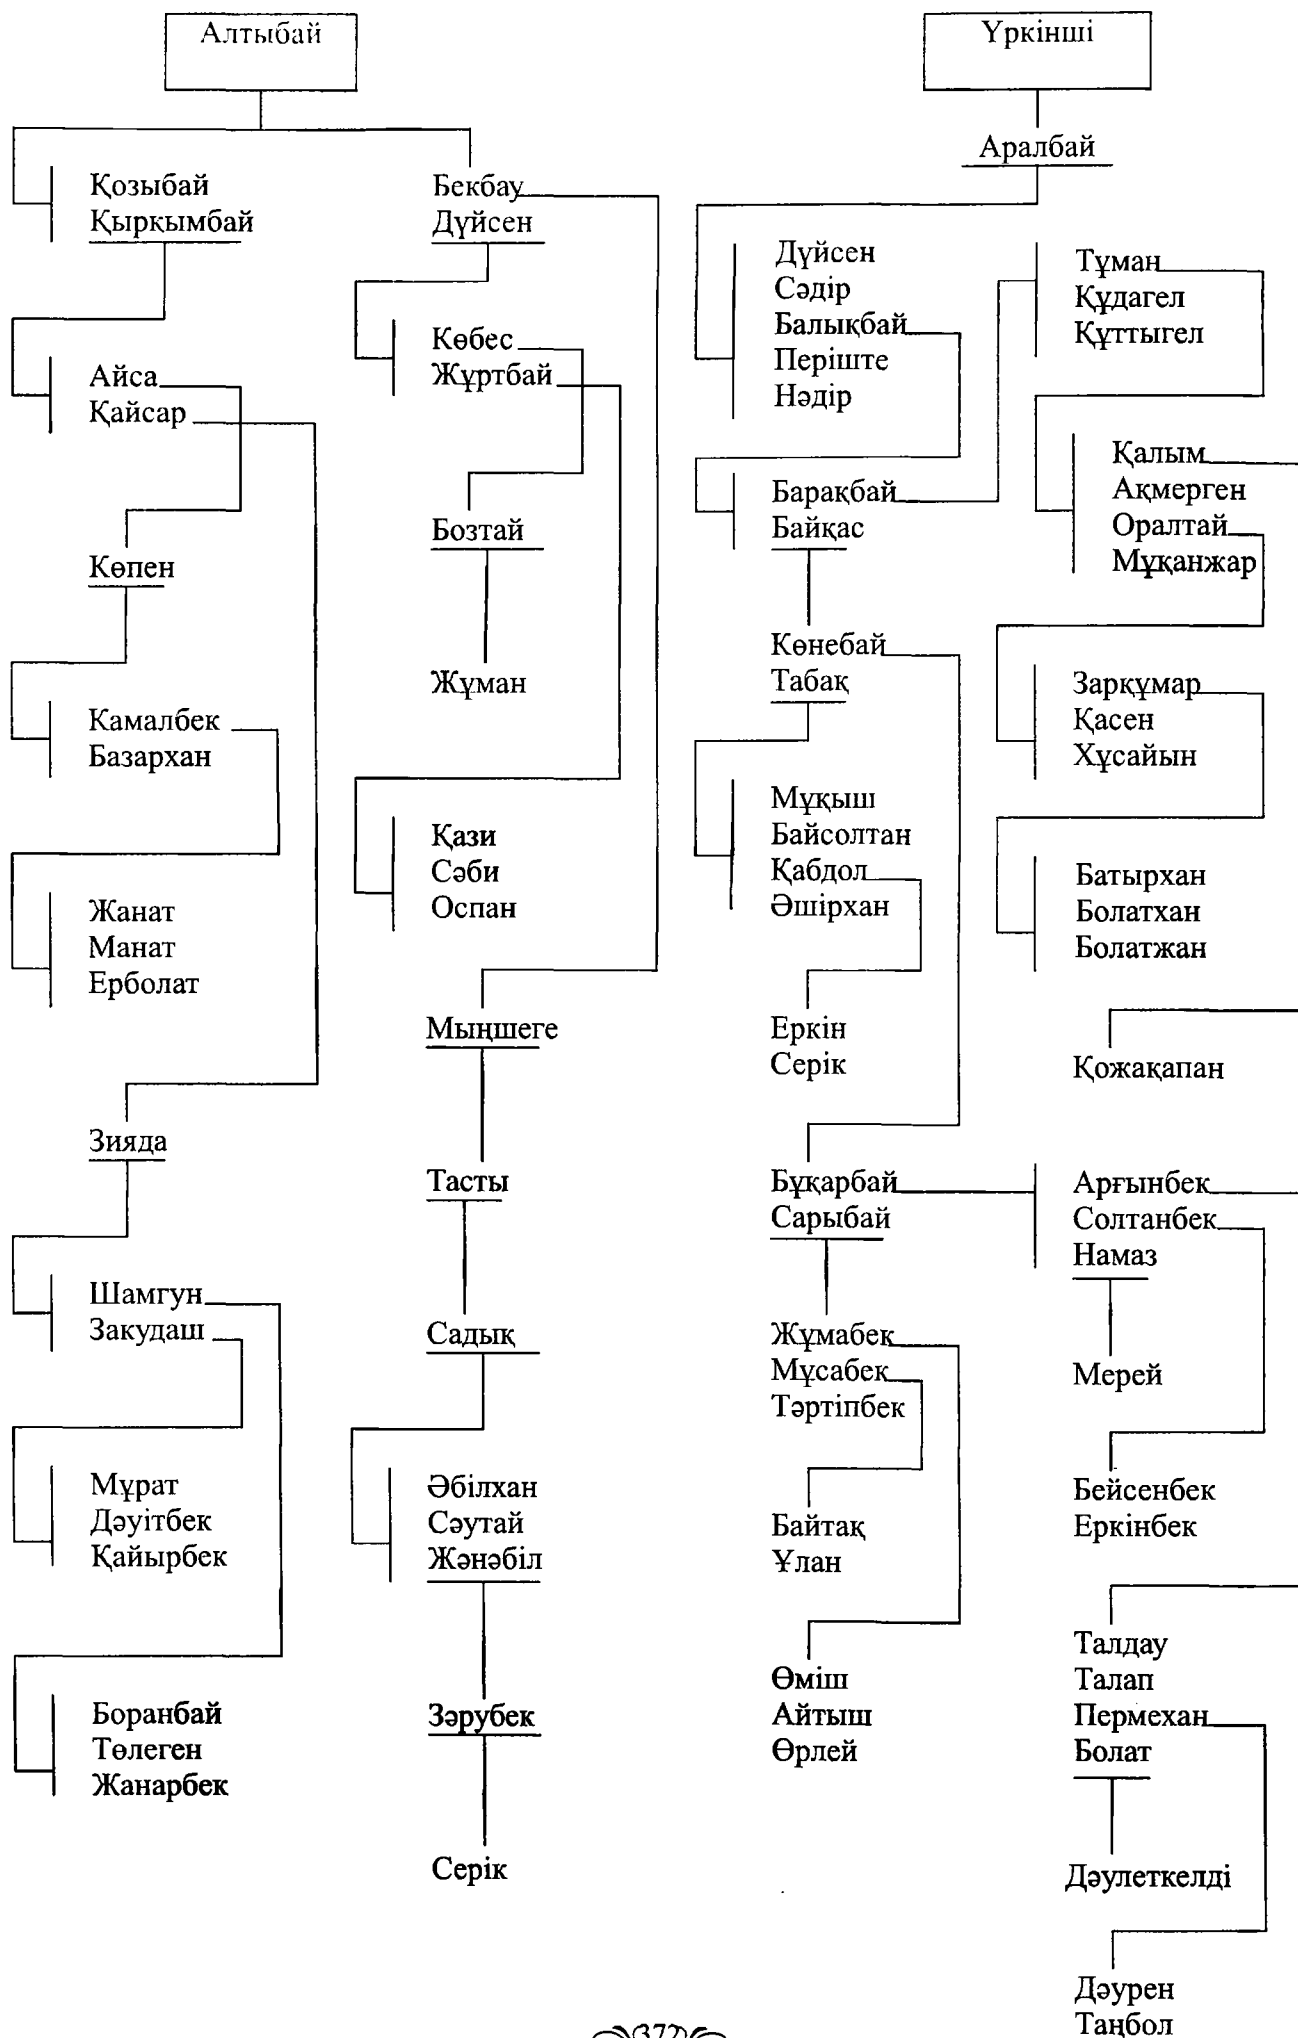 Алтыбай
Қозыбай
Қырқымбай
Бекбау
Дүйсен
Айса
Қайсар
Көбес
Жұртбай
Көпен
Бозтай
Жұман
Камалбек
Базархан
Қази
Сәби
Оспан
Жанат
Манат
Ерболат
Мыңшеге
Зияда
Тасты
Шамгун
Закудаш
Садық
Мұрат
Дәуітбек
Қайырбек
Әбілхан
Сәутай
Жәнәбіл
Боранбай
Төлеген
Жанарбек
Зәрубек
Серік
Үркінші
Аралбай
Дүйсен
Сәдір
Балықбай
Періште
Нәдір
Тұман
Құдагел
Құттыгел
Барақбай
Байқас
Қалым
Ақмерген
Оралтай
Мұқанжар
Көнебай
Табақ
Зарқұмар
Қасен
Хұсайын
Мұқыш
Байсолтан
Қабдол
Әшірхан
Батырхан
Болатхан
Болатжан
Еркін
Серік
Қожақапан
Бұқарбай
Сарыбай
Арғынбек
Солтанбек
Намаз
Жұмабек
Мұсабек
Тәртіпбек
Мерей
Байтақ
Ұлан
Бейсенбек
Еркінбек
Өміш
Айтыш
Өрлей
Талдау
Талап
Пермехан
Болат
Дәулеткелді
Дәурен
Таңбол
372